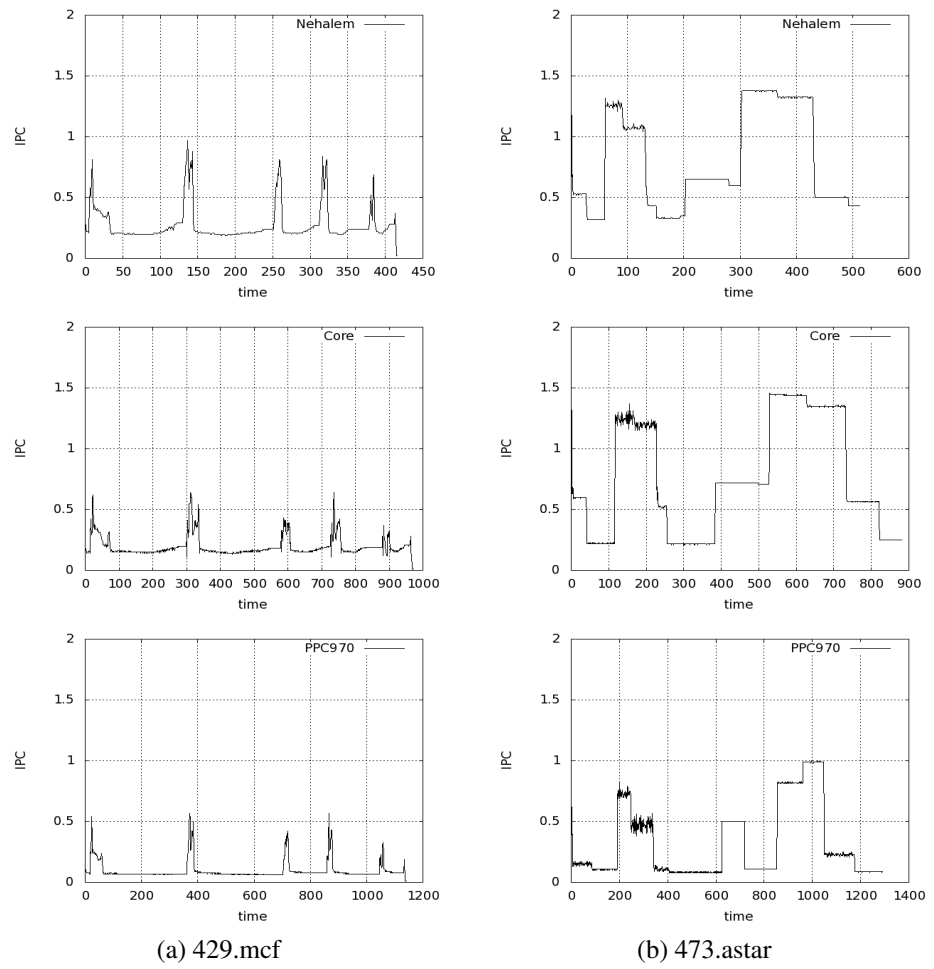 Nehalem
2
1.5
1
0.5
0
IPC
0 50 100 150 200 250 300 350 400 450
time
Nehalem
2
1.5
1
0.5
0
IPC
0 100 200 300 400 500 600
time
Core
2
1.5
1
0.5
0
IPC
0 100 200 300 400 500 600 700 800 900 1000
time
Core
2
1.5
1
0.5
0
IPC
0 100 200 300 400 500 600 700 800 900
time
PPC970
2
1.5
1
0.5
0
IPC
0 200 400 600 800 1000 1200
time
PPC970
2
1.5
1
0.5
0
IPC
0 200 400 600 800 1000 1200 1400
time
(a) 429.mcf
(b) 473.astar